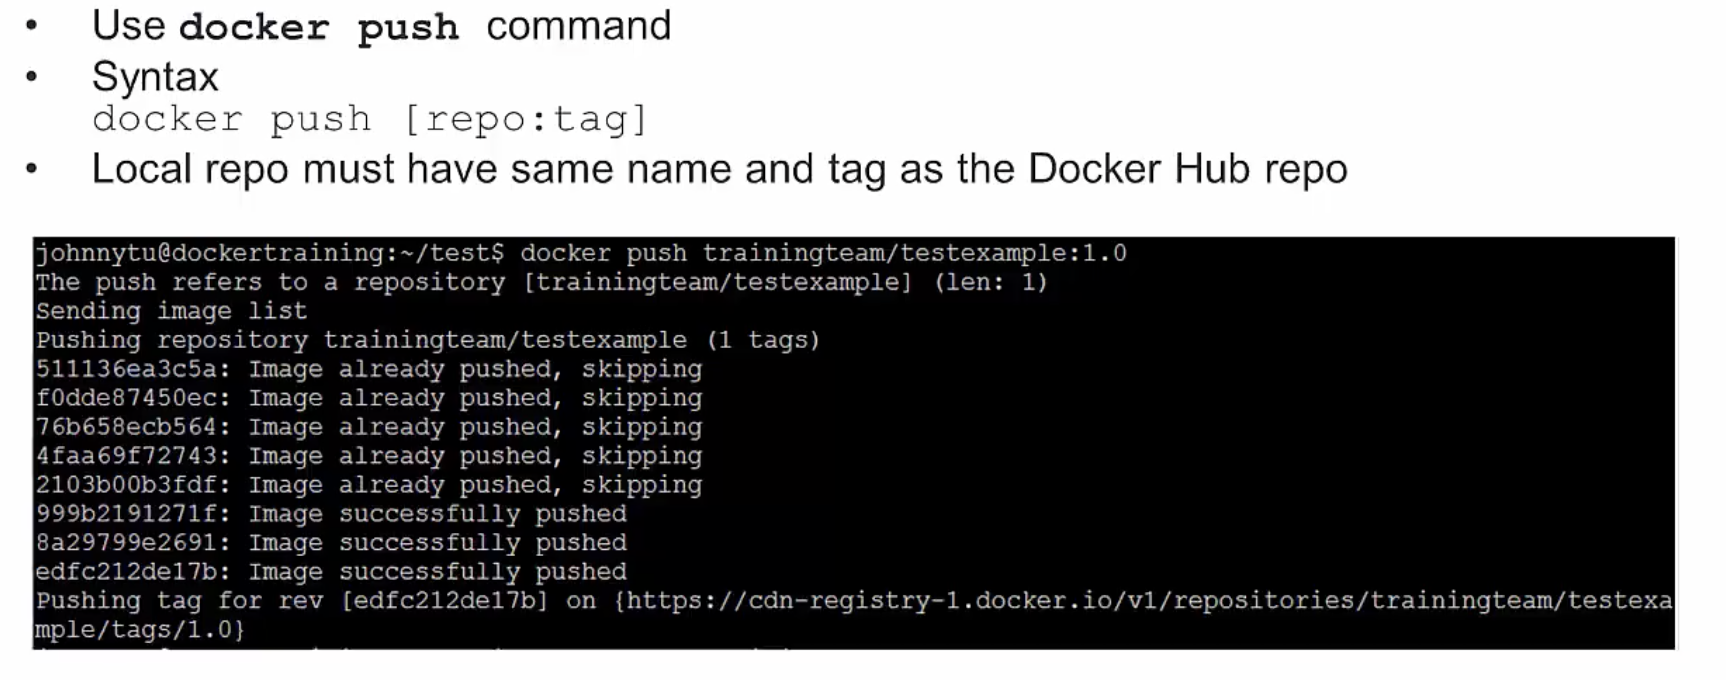 • Use docker push command
• Syntax
docker push [repo:tag]
• Local repo must have same name and tag as the Docker Hub repo
johnnytu@dockertraining:~/test$ docker push trainingteam/testexample:1.0
The push refers to a repository [trainingteam/testexample] (len: 1)
Sending image list
Pushing repository trainingteam/testexample (1 tags)
511136ea3c5a: Image already pushed, skipping
f0dde87450ec: Image already pushed, skipping
76b658ecb564: Image already pushed, skipping
4faa69f72743: Image already pushed, skipping
2103b00b3fdf: Image already pushed, skipping
999b2191271f: Image successfully pushed
8a29799e2691: Image successfully pushed
edfc212de17b: Image successfully pushed
Pushing tag for rev [edfc212de17b] on {https://cdn-registry-1.docker.io/v1/repositories/trainingteam/testexa
mple/tags/1.0}